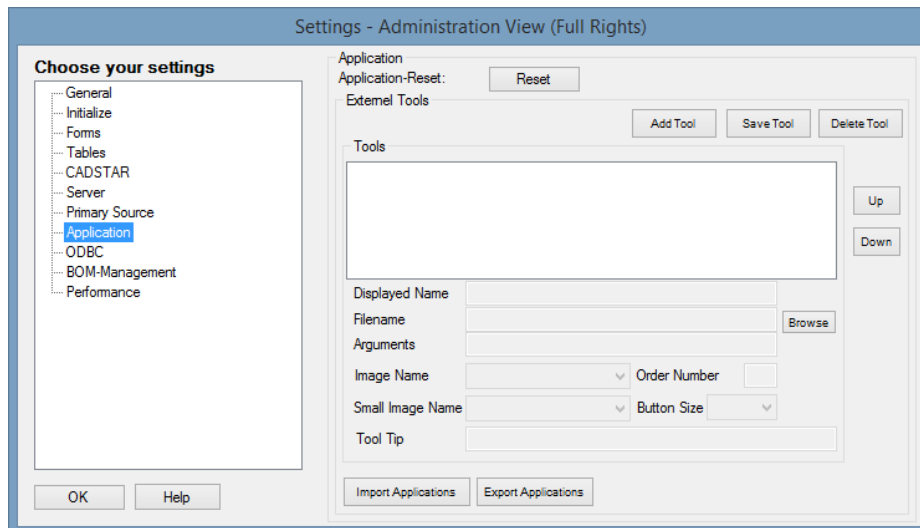 Settings - Administration View (Full Rights)
Choose your settings
General
Initialize
Forms
Tables
CADSTAR
Server
Primary Source
Application
ODBC
BOM-Management
Performance
OK
Help
Application
Application-Reset:
Reset
Externel Tools
Add Tool
Save Tool
Delete Tool
Tools
Up
Down
Displayed Name
Filename
Browse
Arguments
Image Name
Order Number
Small Image Name
Button Size
Tool Tip
Import Applications
Export Applications